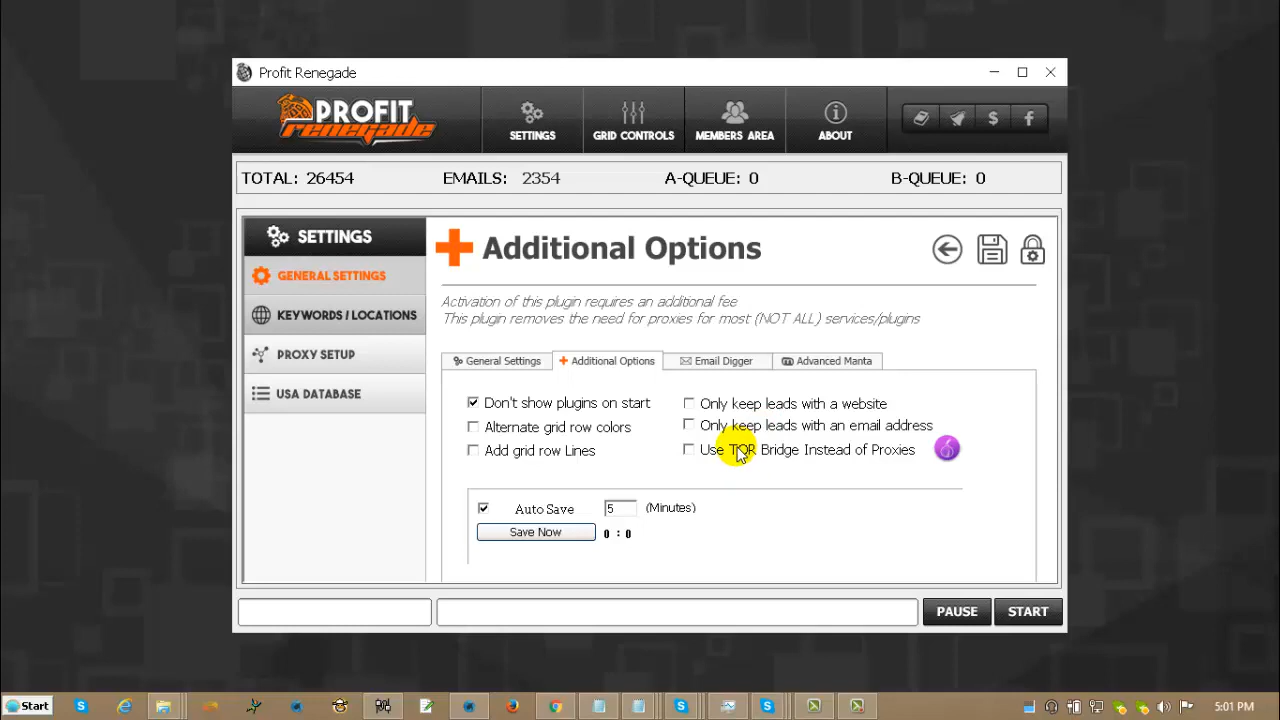 Profit Renegade
PROFIT
renegade
SETTINGS
GRID CONTROLS
MEMBERS AREA
ABOUT
TOTAL: 26454
EMAILS: 2354
A-QUEUE: 0
B-QUEUE: 0
SETTINGS
GENERAL SETTINGS
KEYWORDS / LOCATIONS
PROXY SETUP
USA DATABASE
Additional Options
Activation of this plugin requires an additional fee
This plugin removes the need for proxies for most (NOT ALL) services/plugins
General Settings
Additional Options
Email Digger
Advanced Manta
Don't show plugins on start
Alternate grid row colors
Add grid row Lines
Only keep leads with a website
Only keep leads with an email address
Use TOR Bridge Instead of Proxies
Auto Save 5 (Minutes)
Save Now 0 : 0
PAUSE
START
Start
5:01 PM